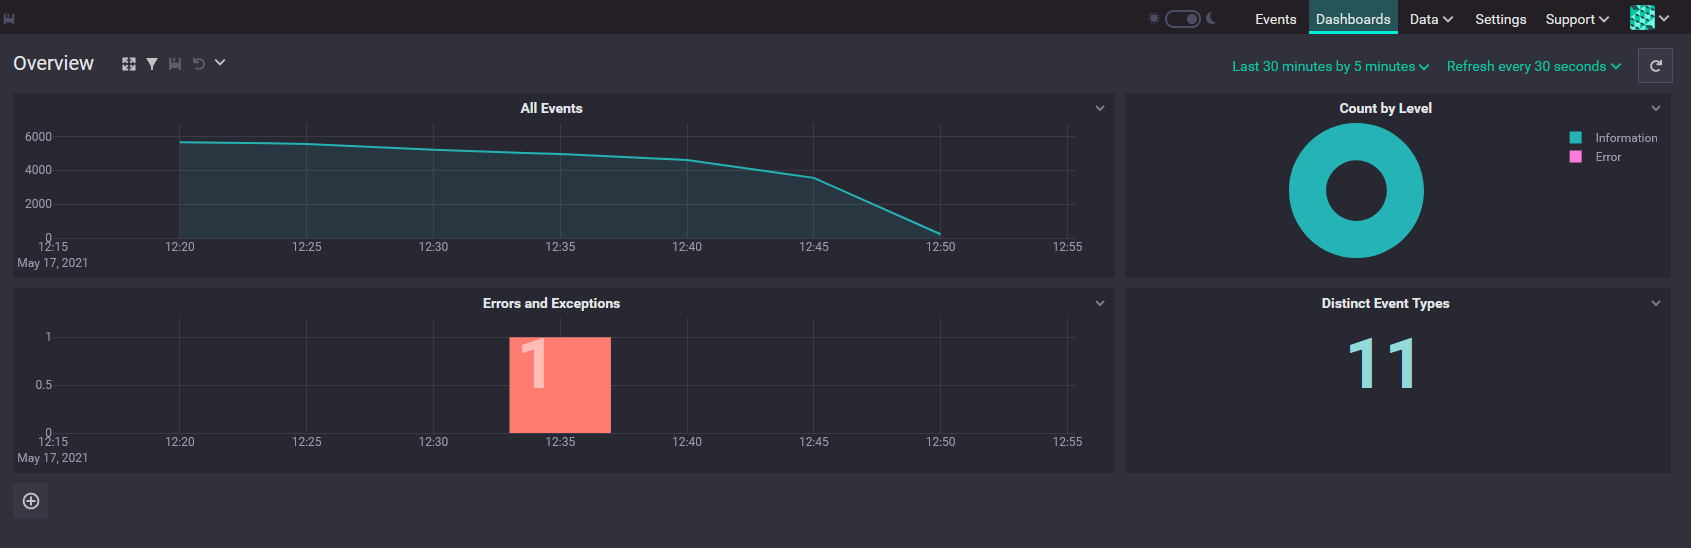 Events Dashboards Data Settings Support
Overview
Last 30 minutes by 5 minutes Refresh every 30 seconds
All Events
6000
4000
2000
0
12:15 12:20 12:25 12:30 12:35 12:40 12:45 12:50 12:55
May 17, 2021
Count by Level
Information
Error
Errors and Exceptions
1
1
0.5
0
12:15 12:20 12:25 12:30 12:35 12:40 12:45 12:50 12:55
May 17, 2021
Distinct Event Types
11